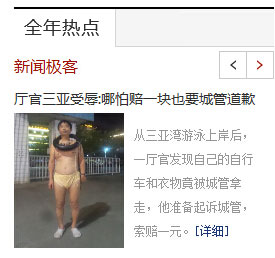 全年热点
新闻极客
厅官三亚受辱:哪怕赔一块也要城管道歉
从三亚湾游泳上岸后，
一厅官发现自己的自行
车和衣物竟被城管拿
走，他准备起诉城管，
索赔一元。[详细]